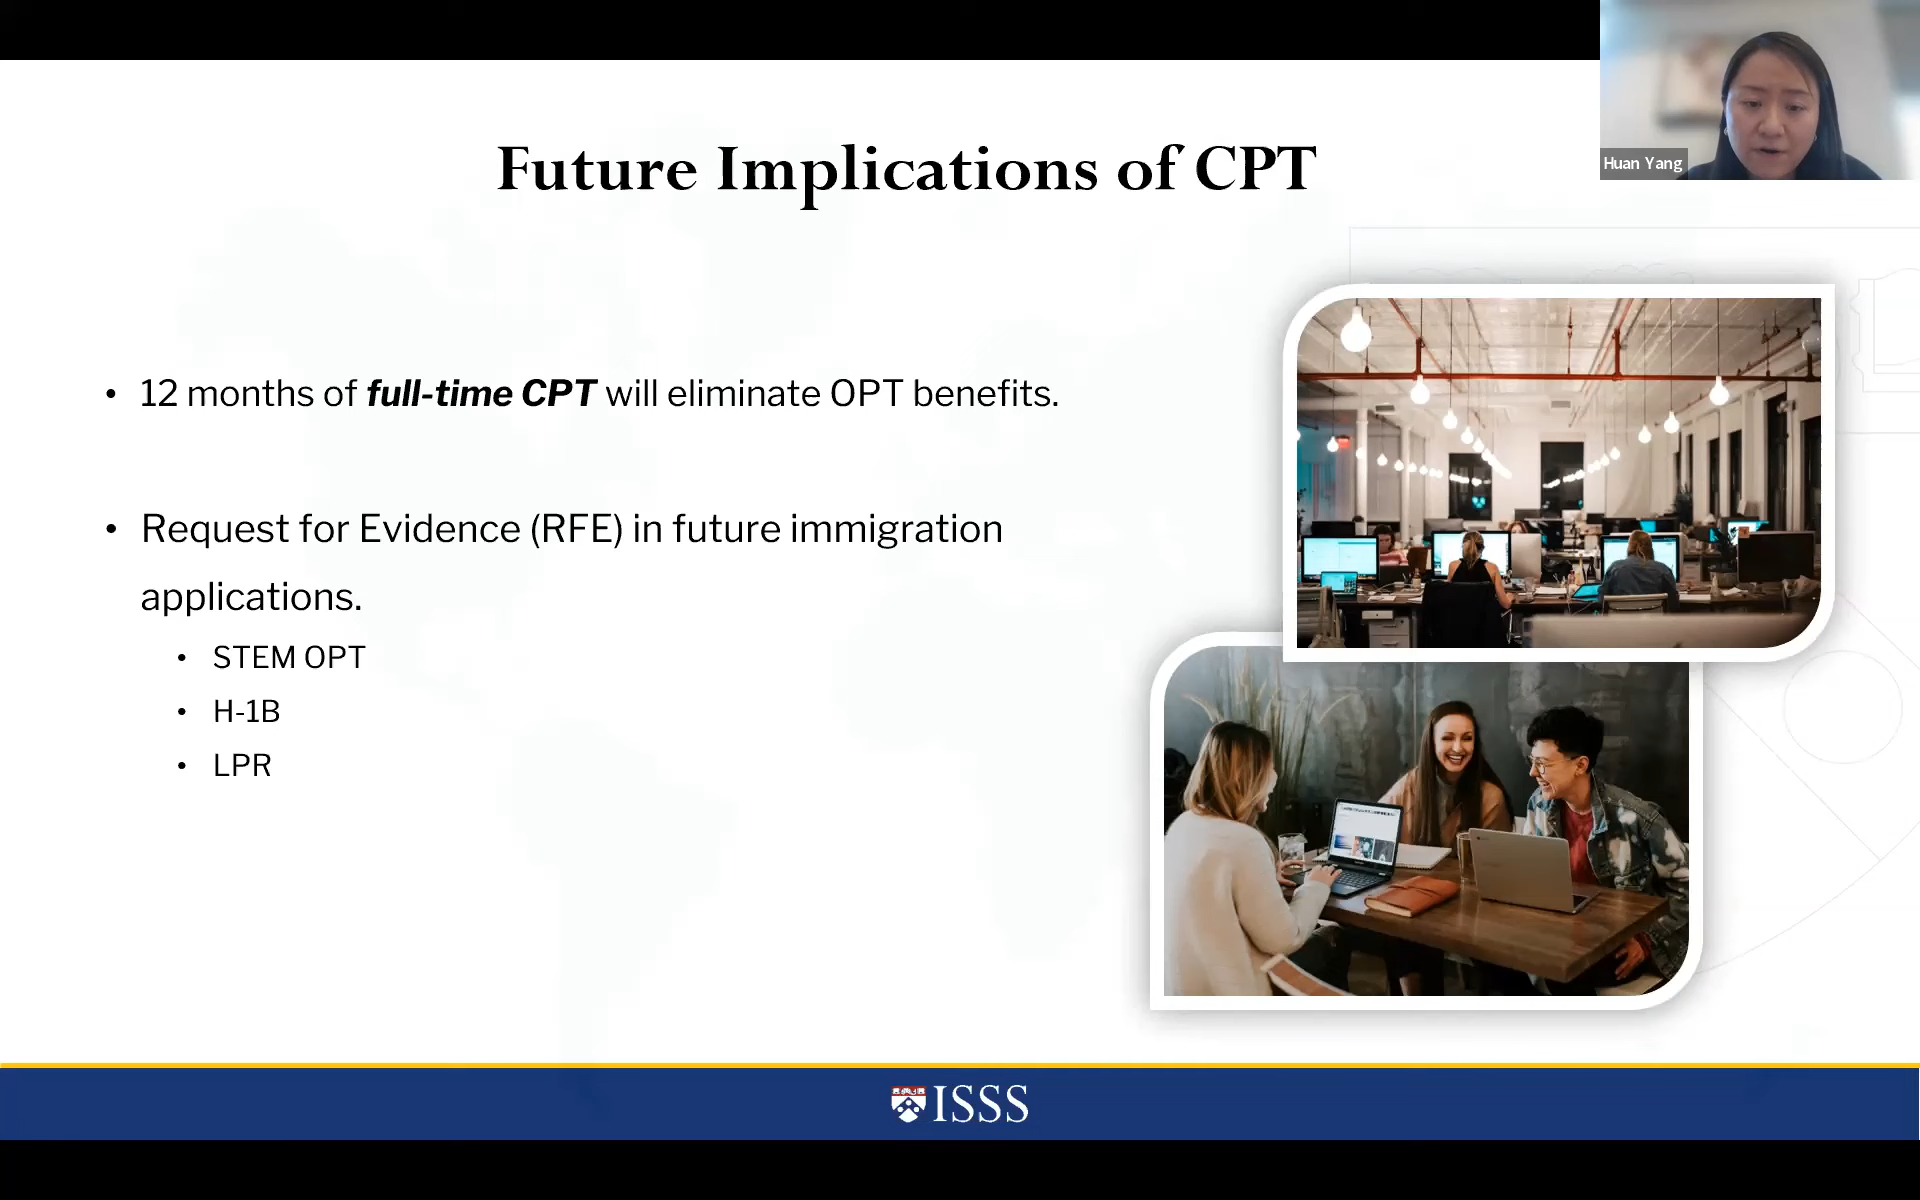 Huan Yang
Future Implications of CPT
• 12 months of full-time CPT will eliminate OPT benefits.
• Request for Evidence (RFE) in future immigration
applications.
• STEM OPT
• H-1B
• LPR
ISSS